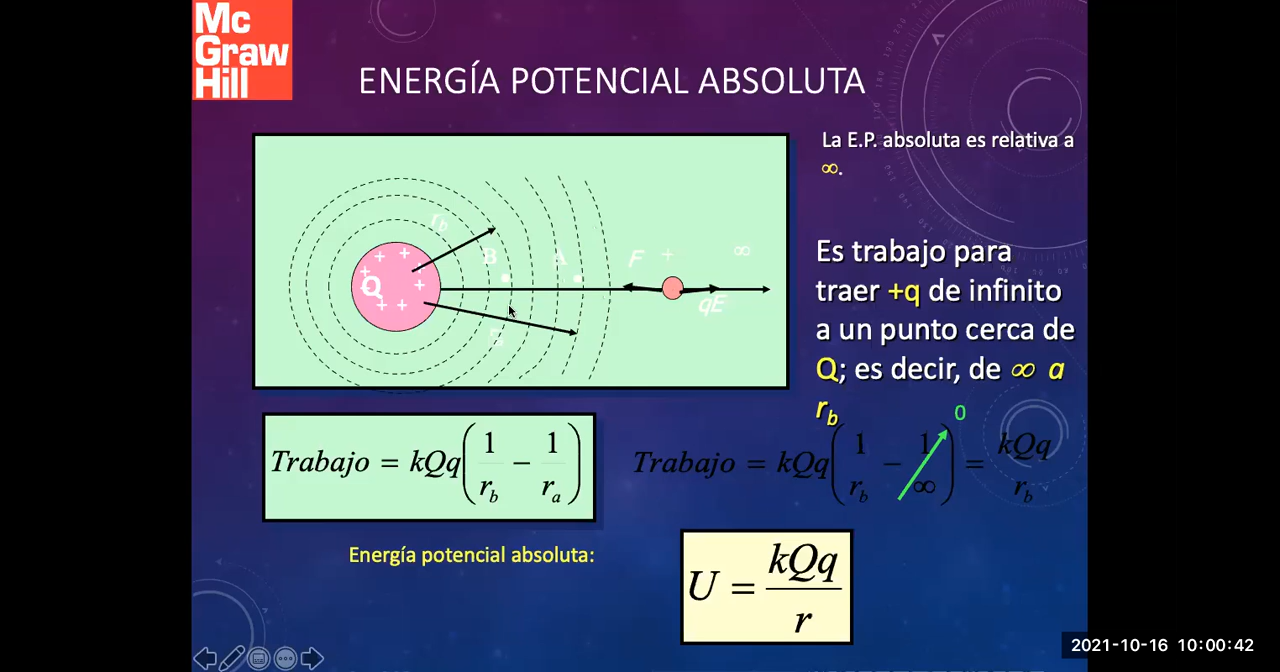 Mc
Graw
Hill
ENERGÍA POTENCIAL ABSOLUTA
La E.P. absoluta es relativa a
∞.
Es trabajo para
traer +q de infinito
a un punto cerca de
Q; es decir, de ∞ a
r_b
r_b
B
A
F
+
∞
Q
qE
Trabajo = kQq(1/r_b − 1/r_a)
Trabajo = kQq(1/r_b − 1/∞) = kQq/r_b
0
Energía potencial absoluta:
U = kQq/r
2021-10-16 10:00:42